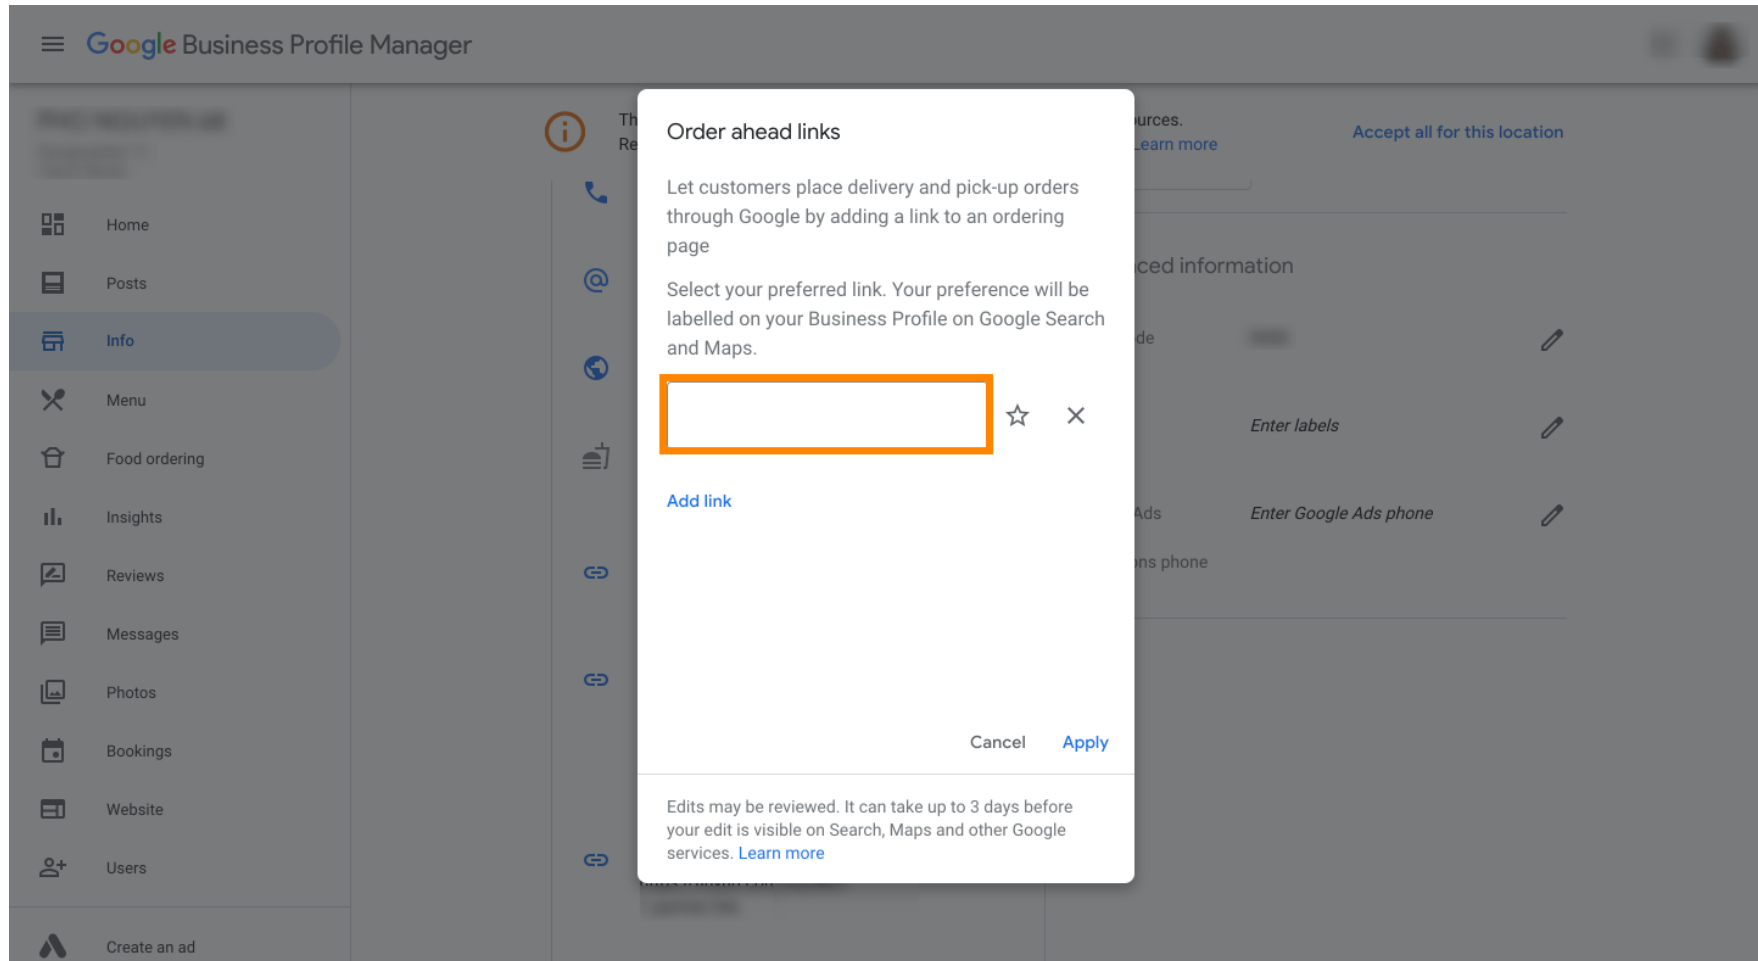 Google Business Profile Manager
Home
Posts
Info
Menu
Food ordering
Insights
Reviews
Messages
Photos
Bookings
Website
Users
Create an ad
Th
Re
urces.
Learn more
Accept all for this location
Order ahead links
Let customers place delivery and pick-up orders
through Google by adding a link to an ordering
page
Select your preferred link. Your preference will be
labelled on your Business Profile on Google Search
and Maps.
Add link
Cancel
Apply
Edits may be reviewed. It can take up to 3 days before
your edit is visible on Search, Maps and other Google
services. Learn more
ced information
de
Enter labels
Ads
Enter Google Ads phone
ons phone